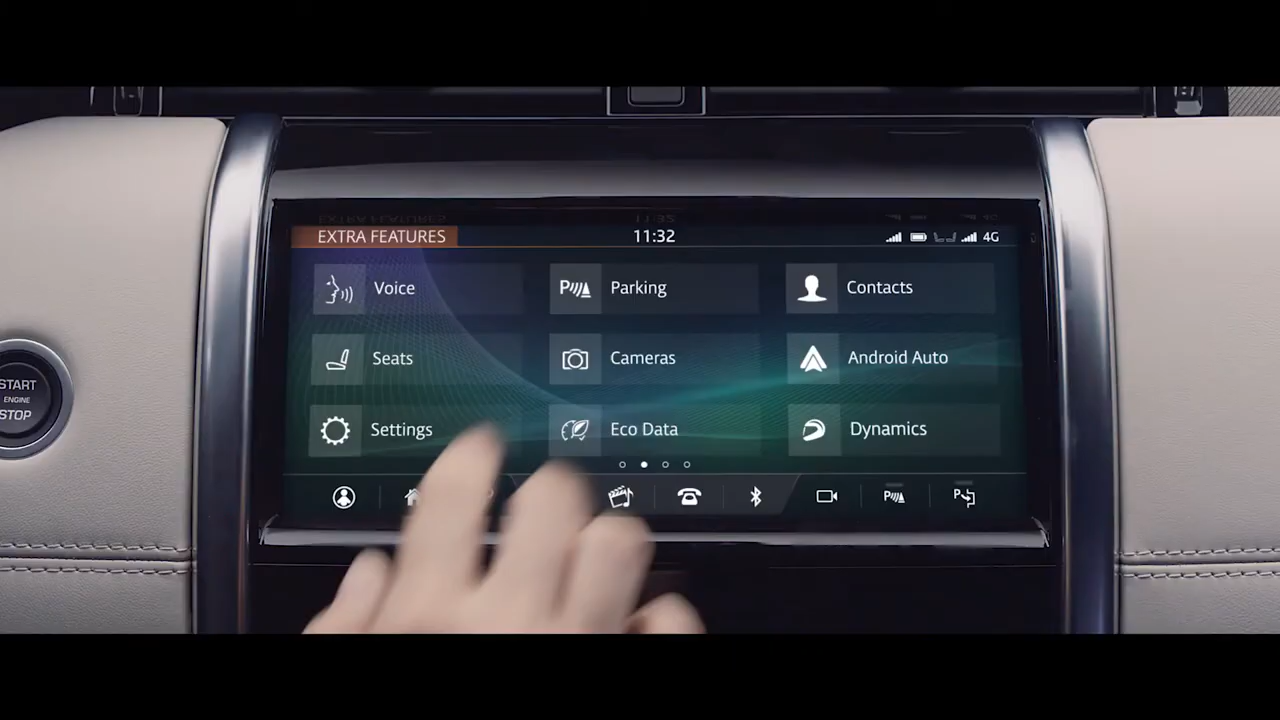 EXTRA FEATURES 11:32 4G
Voice Parking Contacts
Seats Cameras Android Auto
Settings Eco Data Dynamics
START
ENGINE
STOP